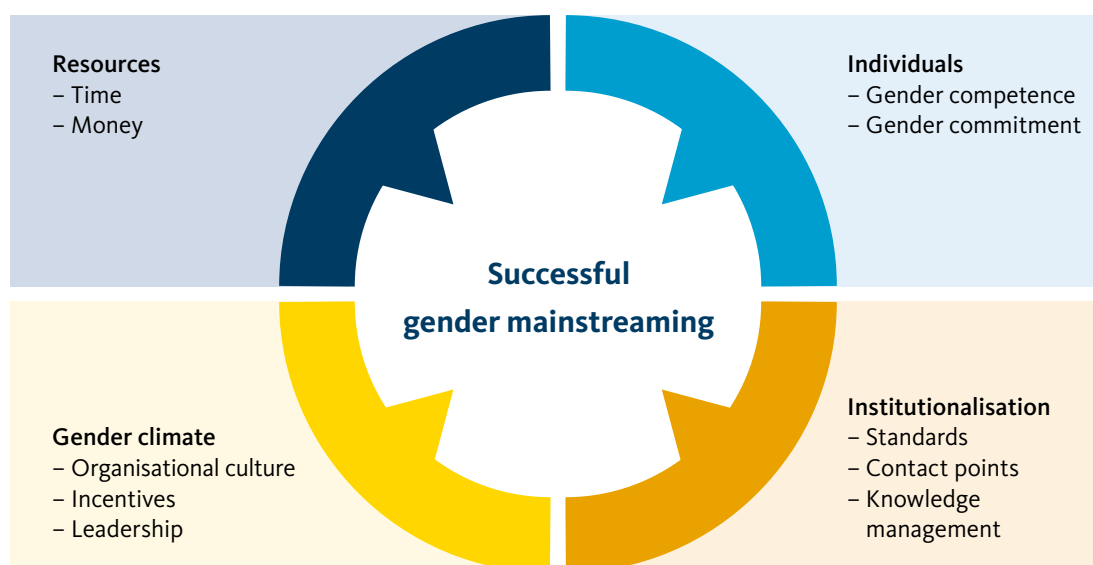 Resources
– Time
– Money
Individuals
– Gender competence
– Gender commitment
Successful
gender mainstreaming
Gender climate
– Organisational culture
– Incentives
– Leadership
Institutionalisation
– Standards
– Contact points
– Knowledge
management